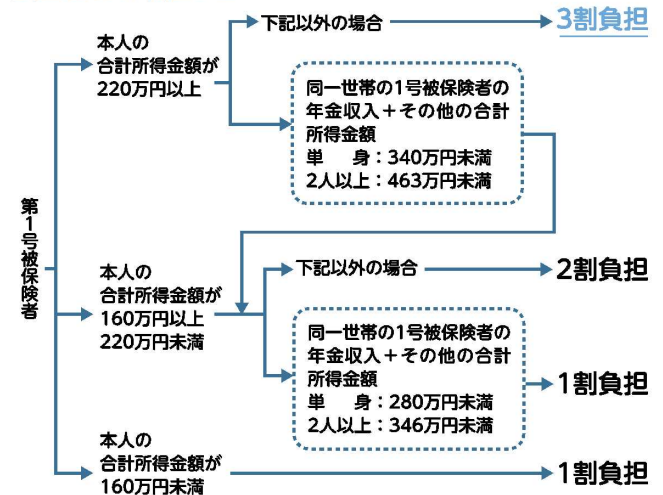 第1号被保険者
本人の
合計所得金額が
220万円以上
下記以外の場合
3割負担
同一世帯の1号被保険者の
年金収入＋その他の合計
所得金額
単　身：340万円未満
2人以上：463万円未満
本人の
合計所得金額が
160万円以上
220万円未満
下記以外の場合
2割負担
同一世帯の1号被保険者の
年金収入＋その他の合計
所得金額
単　身：280万円未満
2人以上：346万円未満
1割負担
本人の
合計所得金額が
160万円未満
1割負担